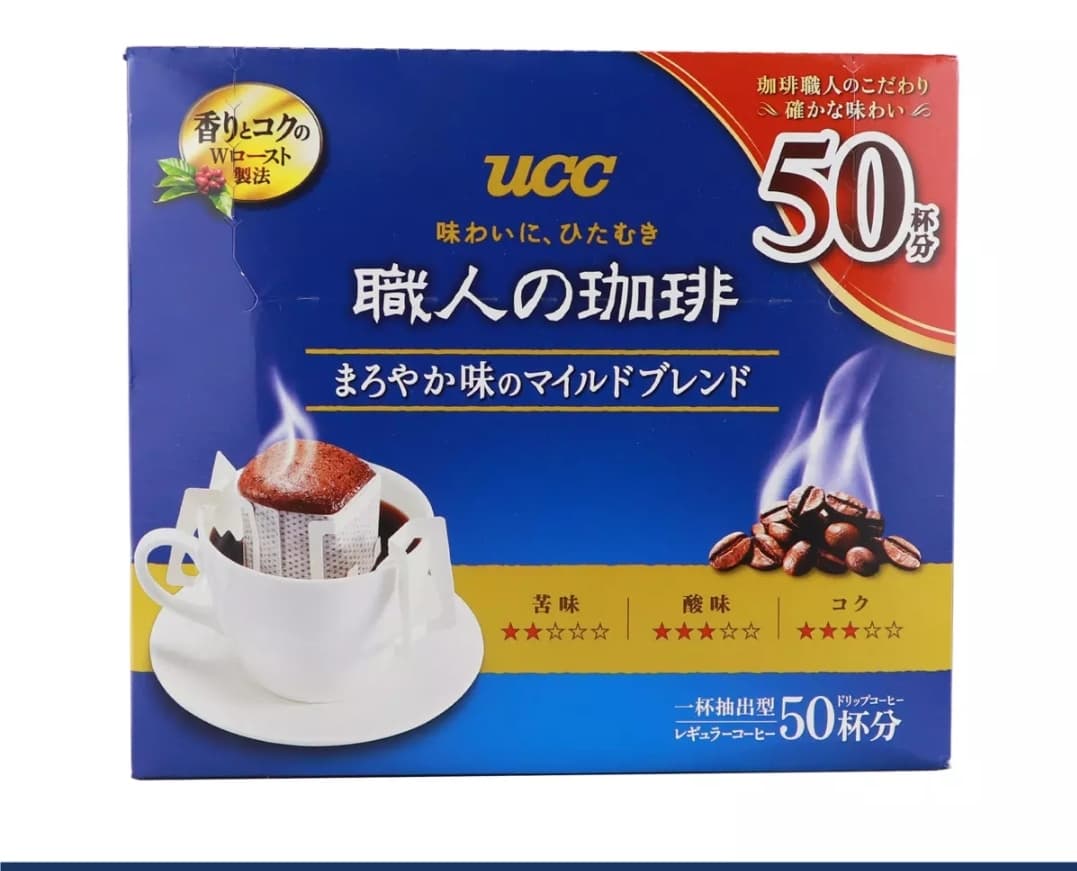 香りとコクの
Wロースト
製法
珈琲職人のこだわり
確かな味わい
50杯分
UCC
味わいに、ひたむき
職人の珈琲
まろやか味のマイルドブレンド
苦味 酸味 コク
★★☆☆☆ ★★★☆☆ ★★★☆☆
一杯抽出型
レギュラーコーヒー
ドリップコーヒー
50杯分